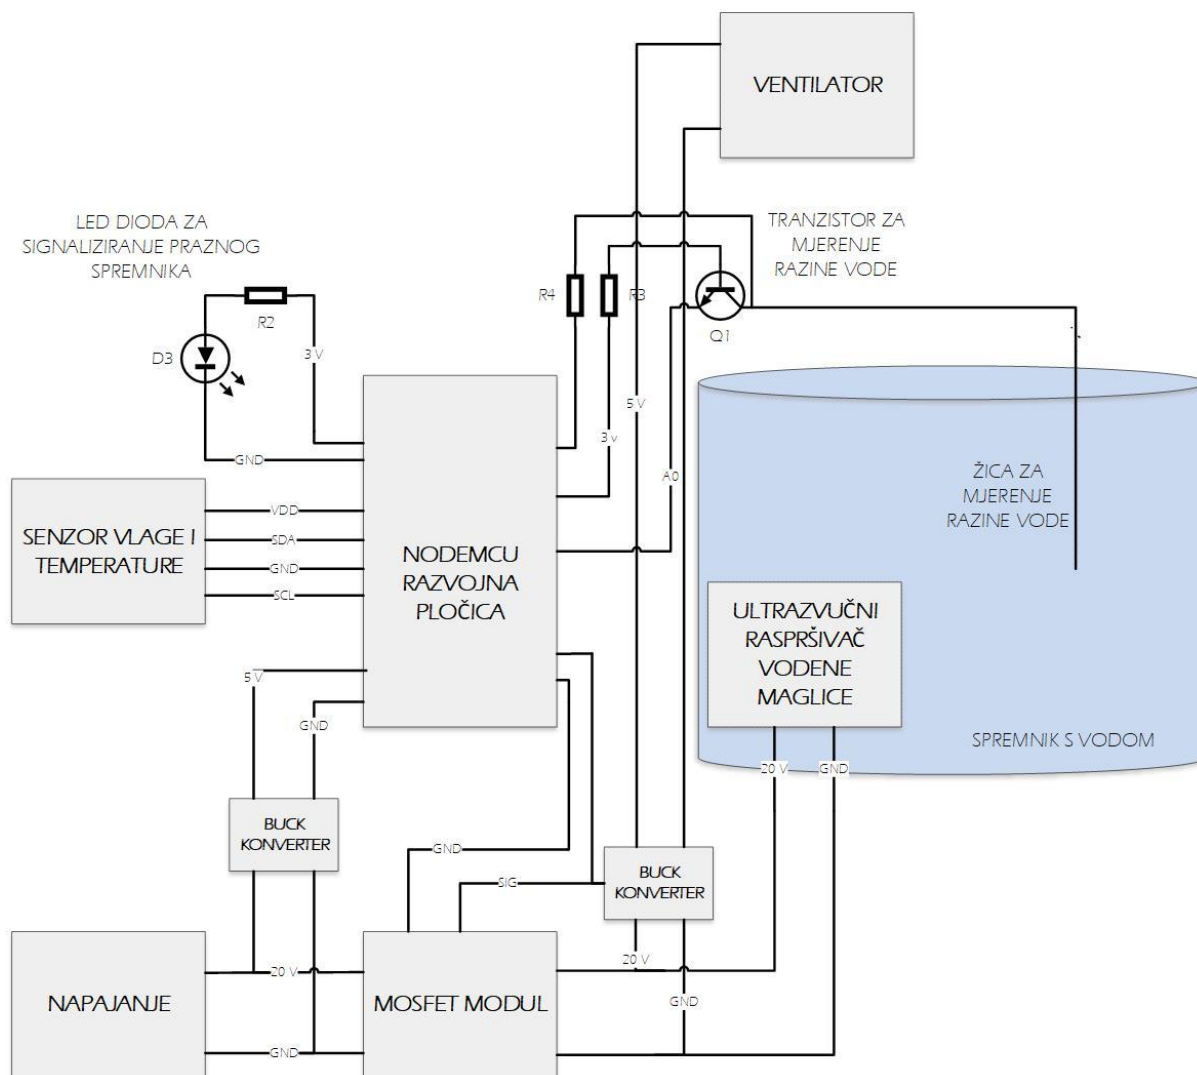 VENTILATOR
LED DIODA ZA
SIGNALIZIRANJE PRAZNOG
SPREMNIKA
TRANZISTOR ZA
MJERENJE
RAZINE VODE
R4
R3
R2
Q1
D3
3 V
5 V
3 v
GND
A0
ŽICA ZA
MJERENJE
RAZINE VODE
SENZOR VLAGE I
TEMPERATURE
VDD
SDA
GND
SCL
NODEMCU
RAZVOJNA
PLOČICA
ULTRAZVUČNI
RASPRŠIVAČ
VODENE
MAGLICE
5 V
GND
SPREMNIK S VODOM
20 V
GND
BUCK
KONVERTER
GND
SIG
BUCK
KONVERTER
20 V
20 V
NAPAJANJE
MOSFET MODUL
GND
GND